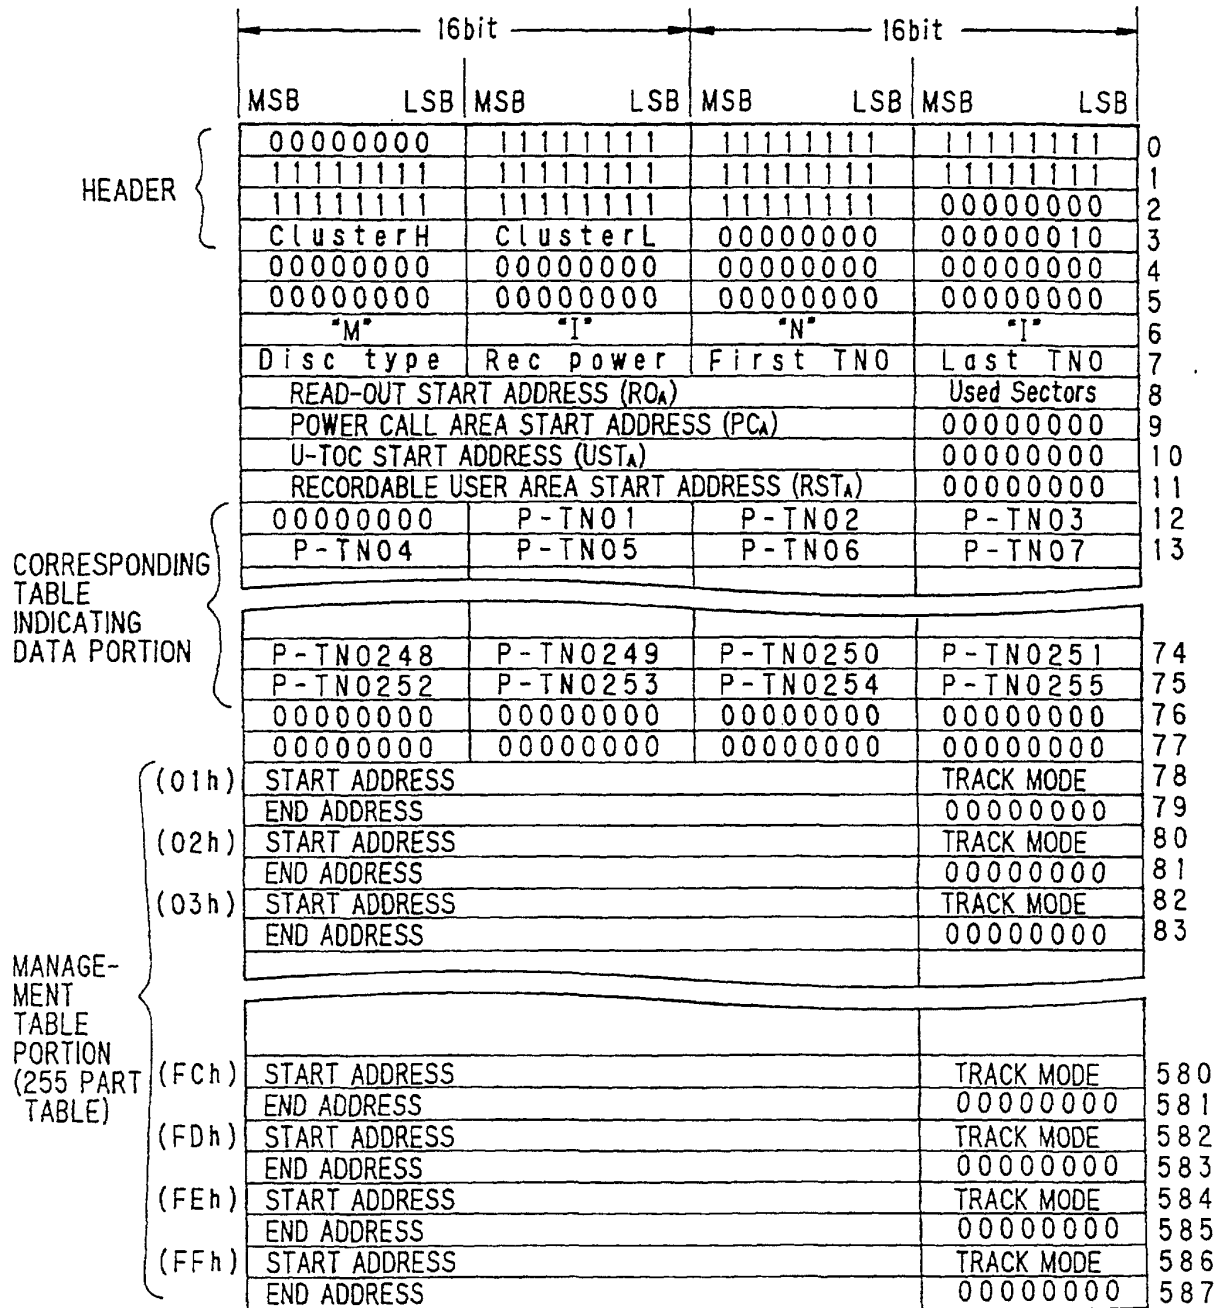 16bit 16bit
MSB LSB MSB LSB MSB LSB MSB LSB
00000000 11111111 11111111 11111111 0
11111111 11111111 11111111 11111111 1
HEADER
11111111 11111111 11111111 00000000 2
ClusterH ClusterL 00000000 00000010 3
00000000 00000000 00000000 00000000 4
00000000 00000000 00000000 00000000 5
"M" "I" "N" "I" 6
Disc type Rec power First TNO Last TNO 7
READ-OUT START ADDRESS (ROA) Used Sectors 8
POWER CALL AREA START ADDRESS (PCA) 00000000 9
U-TOC START ADDRESS (USTA) 00000000 10
RECORDABLE USER AREA START ADDRESS (RSTA) 00000000 11
00000000 P-TNO1 P-TNO2 P-TNO3 12
P-TNO4 P-TNO5 P-TNO6 P-TNO7 13
CORRESPONDING
TABLE
INDICATING
DATA PORTION
P-TNO248 P-TNO249 P-TNO250 P-TNO251 74
P-TNO252 P-TNO253 P-TNO254 P-TNO255 75
00000000 00000000 00000000 00000000 76
00000000 00000000 00000000 00000000 77
(01h) START ADDRESS TRACK MODE 78
END ADDRESS 00000000 79
(02h) START ADDRESS TRACK MODE 80
END ADDRESS 00000000 81
(03h) START ADDRESS TRACK MODE 82
END ADDRESS 00000000 83
MANAGE-
MENT
TABLE
PORTION
(255 PART
TABLE)
(FCh) START ADDRESS TRACK MODE 580
END ADDRESS 00000000 581
(FDh) START ADDRESS TRACK MODE 582
END ADDRESS 00000000 583
(FEh) START ADDRESS TRACK MODE 584
END ADDRESS 00000000 585
(FFh) START ADDRESS TRACK MODE 586
END ADDRESS 00000000 587